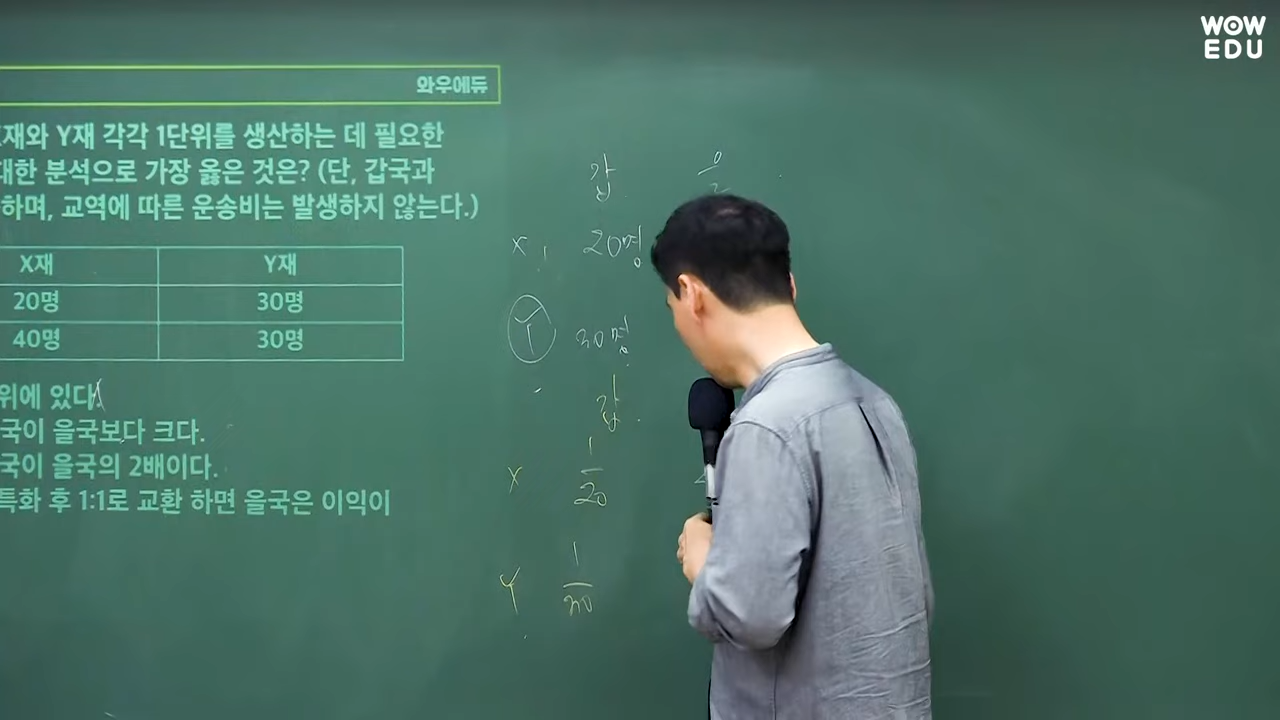 WOW
EDU
와우에듀
재와 Y재 각각 1단위를 생산하는 데 필요한
대한 분석으로 가장 옳은 것은? (단, 갑국과
하며, 교역에 따른 운송비는 발생하지 않는다.)
X재 Y재
20명 30명
40명 30명
위에 있다.
국이 을국보다 크다.
국이 을국의 2배이다.
특화 후 1:1로 교환 하면 을국은 이익이
갑
X 20명
Y 30명
갑
X 1/20
Y 1/30